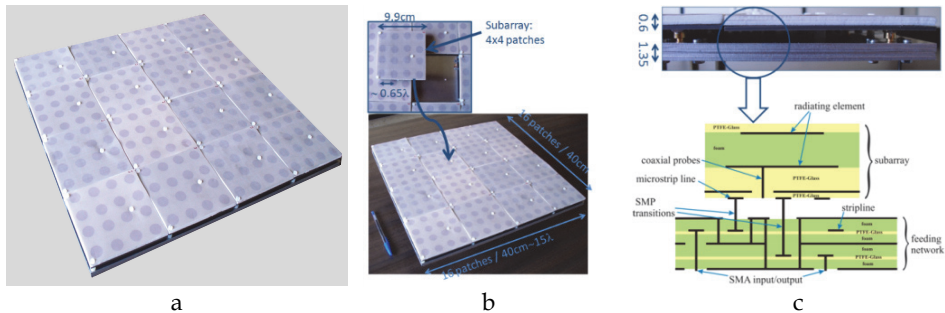 9.9cm
Subarray:
4x4 patches
~ 0.65λ
16 patches / 40cm
16 patches / 40cm~15λ
0.6
1.35
radiating element
PTFE-Glass
foam
coaxial probes
PTFE-Glass
subarray
microstrip line
PTFE-Glass
SMP
transitions
stripline
foam
PTFE-Glass
foam
feeding
network
foam
PTFE-Glass
foam
SMA input/output
a
b
c